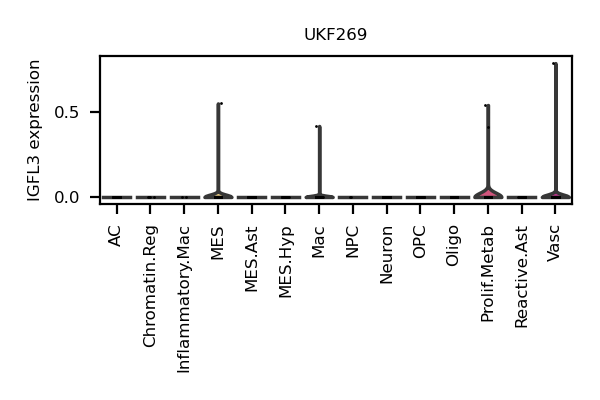 UKF269
IGFL3 expression
0.5
0.0
AC
Chromatin.Reg
Inflammatory.Mac
MES
MES.Ast
MES.Hyp
Mac
NPC
Neuron
OPC
Oligo
Prolif.Metab
Reactive.Ast
Vasc